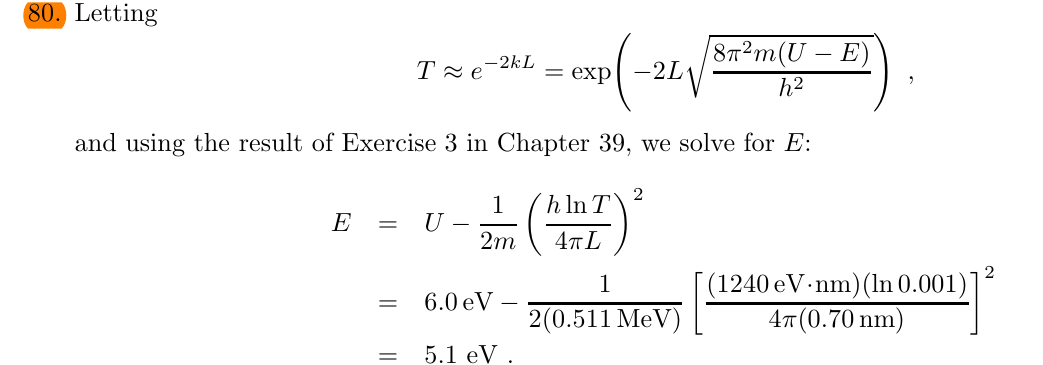 80. Letting
T ≈ e^{−2kL} = exp(−2L√(8π²m(U − E)/h²)) ,
and using the result of Exercise 3 in Chapter 39, we solve for E:
E = U − 1/2m (h ln T/4πL)²
= 6.0 eV − 1/2(0.511 MeV) [(1240 eV·nm)(ln 0.001)/4π(0.70 nm)]²
= 5.1 eV .